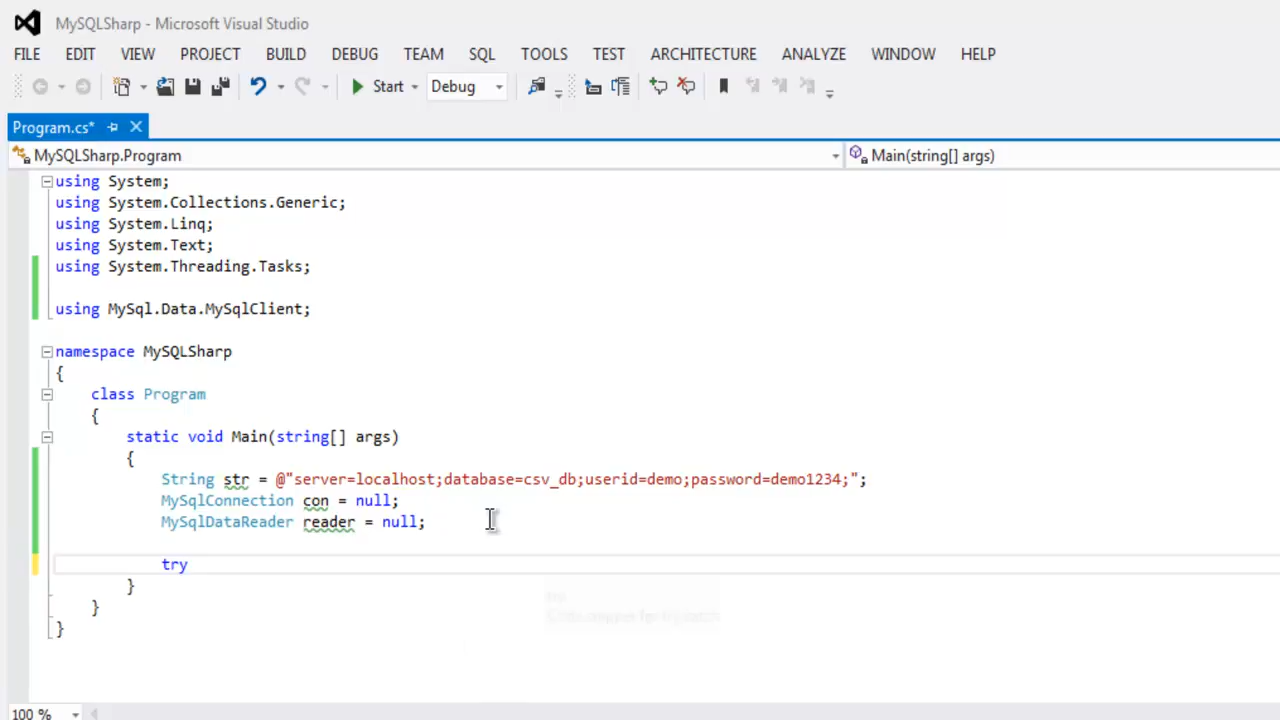 MySQLSharp - Microsoft Visual Studio
FILE EDIT VIEW PROJECT BUILD DEBUG TEAM SQL TOOLS TEST ARCHITECTURE ANALYZE WINDOW HELP
Start Debug
Program.cs*
MySQLSharp.Program Main(string[] args)
using System;
using System.Collections.Generic;
using System.Linq;
using System.Text;
using System.Threading.Tasks;
using MySql.Data.MySqlClient;
namespace MySQLSharp
{
class Program
{
static void Main(string[] args)
{
String str = @"server=localhost;database=csv_db;userid=demo;password=demo1234;";
MySqlConnection con = null;
MySqlDataReader reader = null;
try
}
}
}
100 %